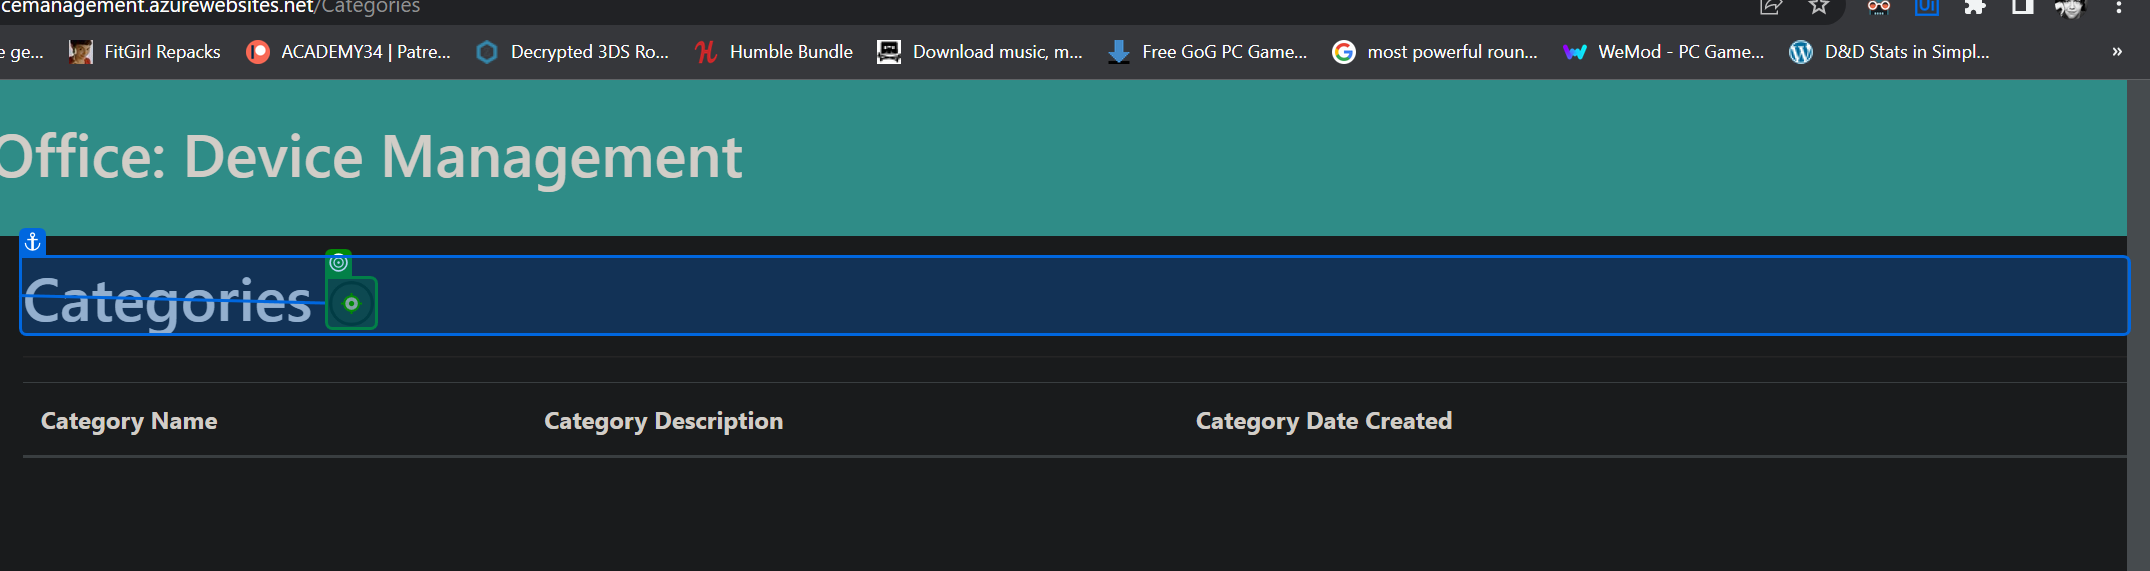 cemanagement.azurewebsites.net/Categories
e ge... FitGirl Repacks ACADEMY34 | Patre... Decrypted 3DS Ro... Humble Bundle Download music, m... Free GoG PC Game... most powerful roun... WeMod - PC Game... D&D Stats in Simpl... »
Office: Device Management
Categories
Category Name Category Description Category Date Created